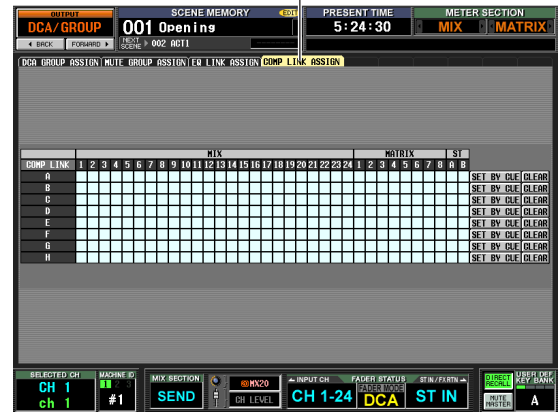 OUTPUT SCENE MEMORY EDIT PRESENT TIME METER SECTION
DCA/GROUP 001 Opening 5:24:30 MIX MATRIX
BACK FORWARD NEXT SCENE 002 ACT1
DCA GROUP ASSIGN MUTE GROUP ASSIGN EQ LINK ASSIGN COMP LINK ASSIGN
MIX MATRIX ST
COMP LINK 1 2 3 4 5 6 7 8 9 10 11 12 13 14 15 16 17 18 19 20 21 22 23 24 1 2 3 4 5 6 7 8 A B
A SET BY CUE CLEAR
B SET BY CUE CLEAR
C SET BY CUE CLEAR
D SET BY CUE CLEAR
E SET BY CUE CLEAR
F SET BY CUE CLEAR
G SET BY CUE CLEAR
H SET BY CUE CLEAR
SELECTED CH MACHINE ID MIX SECTION MX20 INPUT CH FADER STATUS ST IN/FXRTN DIRECT RECALL USER DEF KEY BANK
CH 1 1 2 3 SEND CH LEVEL CH 1-24 FADER MODE DCA ST IN
ch 1 #1 MUTE MASTER A